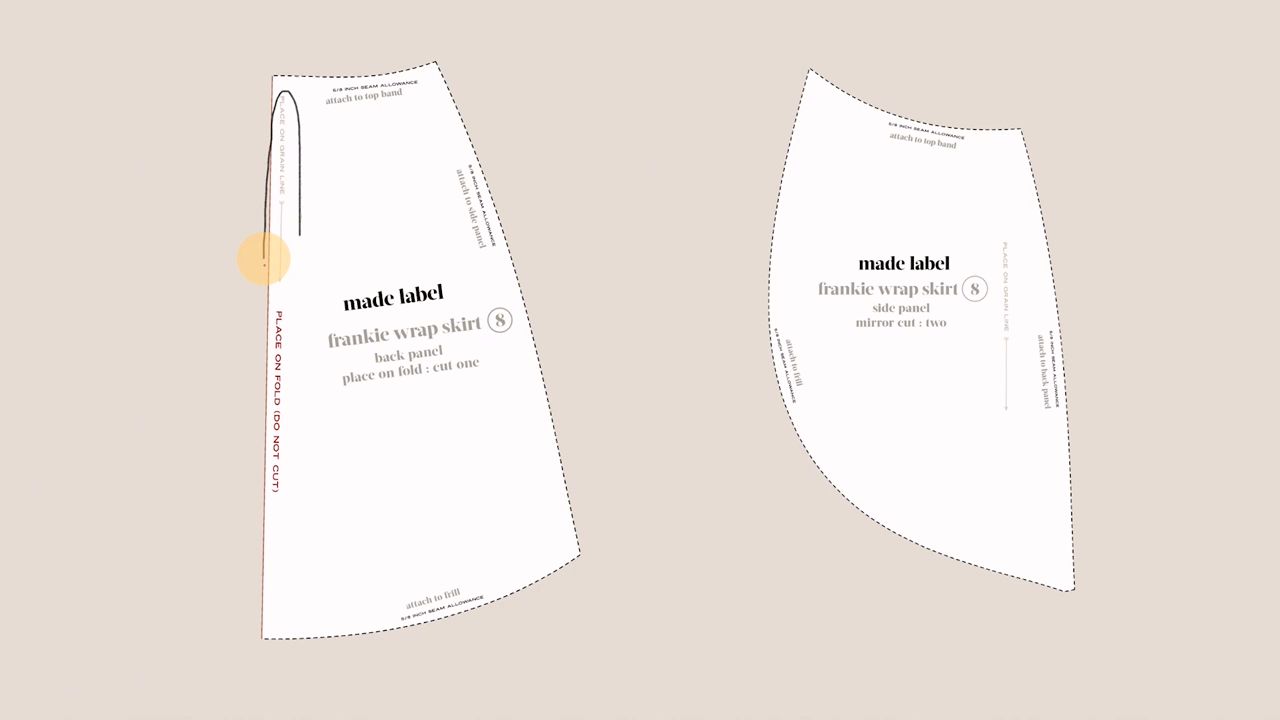 5/8 INCH SEAM ALLOWANCE
attach to top band
PLACE ON GRAIN LINE
5/8 INCH SEAM ALLOWANCE
attach to side panel
made label
frankie wrap skirt 8
back panel
place on fold : cut one
PLACE ON FOLD (DO NOT CUT)
attach to frill
5/8 INCH SEAM ALLOWANCE
5/8 INCH SEAM ALLOWANCE
attach to top band
made label
frankie wrap skirt 8
side panel
mirror cut : two
PLACE ON GRAIN LINE
attach to frill
5/8 INCH SEAM ALLOWANCE
5/8 INCH SEAM ALLOWANCE
attach to back panel